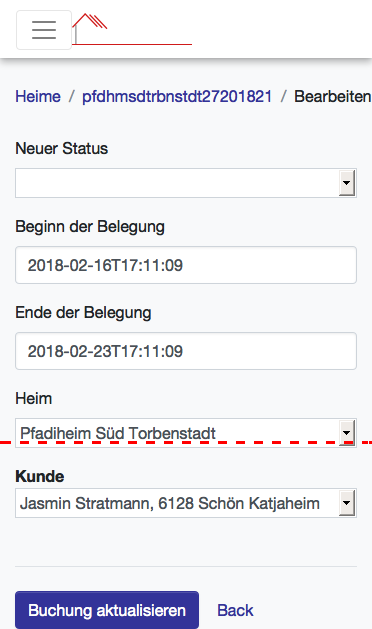 Heime / pfdhmsdtrbnstdt27201821 / Bearbeiten
Neuer Status
Beginn der Belegung
2018-02-16T17:11:09
Ende der Belegung
2018-02-23T17:11:09
Heim
Pfadiheim Süd Torbenstadt
Kunde
Jasmin Stratmann, 6128 Schön Katjaheim
Buchung aktualisieren Back